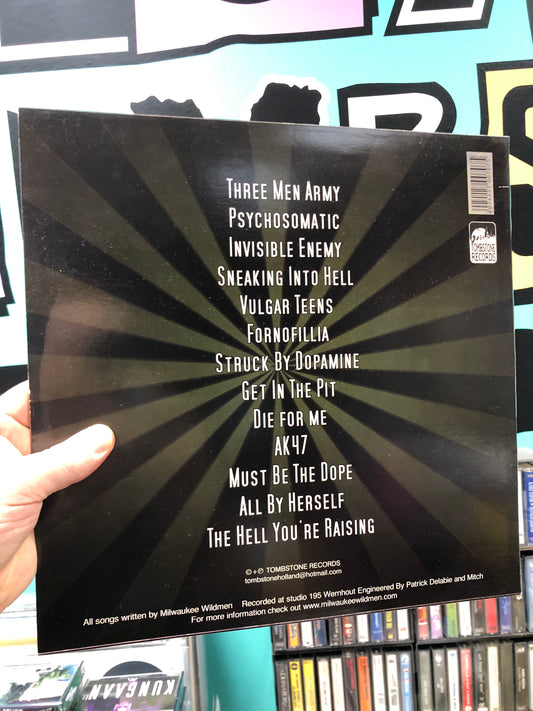 THREE MEN ARMY
PSYCHOSOMATIC
INVISIBLE ENEMY
SNEAKING INTO HELL
VULGAR TEENS
FORNOFILLIA
STRUCK BY DOPAMINE
GET IN THE PIT
DIE FOR ME
AK47
MUST BE THE DOPE
ALL BY HERSELF
THE HELL YOU'RE RAISING
TOMBSTONE
RECORDS
©+℗ TOMBSTONE RECORDS
tombstoneholland@hotmail.com
All songs written by Milwaukee Wildmen Recorded at studio 195 Wernhout Engineered By Patrick Delabie and Mitch
For more information check out www.milwaukeewildmen.com
KUNGAAN